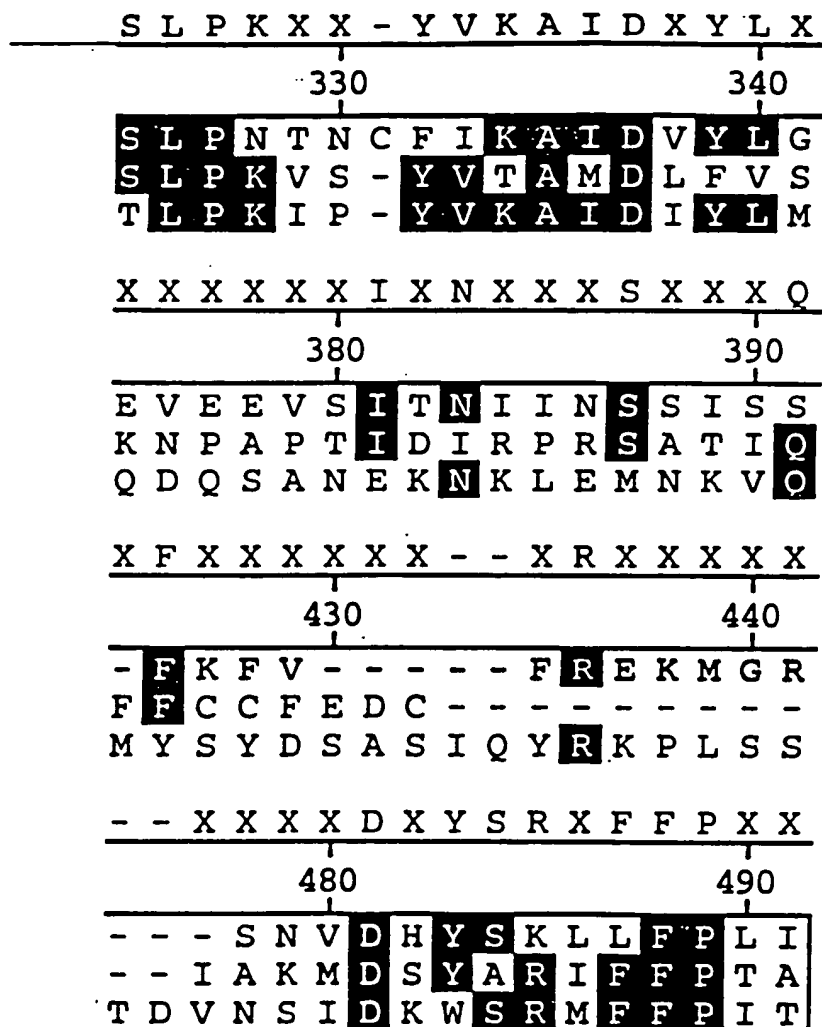 S L P K X X - Y V K A I D X Y L X
330 340
S L P N T N C F I K A I D V Y L G
S L P K V S - Y V T A M D L F V S
T L P K I P - Y V K A I D I Y L M
X X X X X X I X N X X X S X X X Q
380 390
E V E E V S I T N I I N S S I S S
K N P A P T I D I R P R S A T I Q
Q D Q S A N E K N K L E M N K V Q
X F X X X X X X - - X R X X X X X
430 440
- F K F V - - - - - F R E K M G R
F F C C F E D C - - - - - - - - -
M Y S Y D S A S I Q Y R K P L S S
- - X X X X D X Y S R X F F P X X
480 490
- - - S N V D H Y S K L L F P L I
- - I A K M D S Y A R I F F P T A
T D V N S I D K W S R M F F P I T